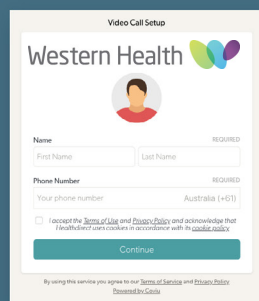 Video Call Setup
Western Health
Name REQUIRED
First Name Last Name
Phone Number REQUIRED
Your phone number Australia (+61)
I accept the Terms of Use and Privacy Policy and acknowledge that
Healthdirect uses cookies in accordance with its cookie policy
Continue
By using this service you agree to our Terms of Service and Privacy Policy
Powered by Coviu